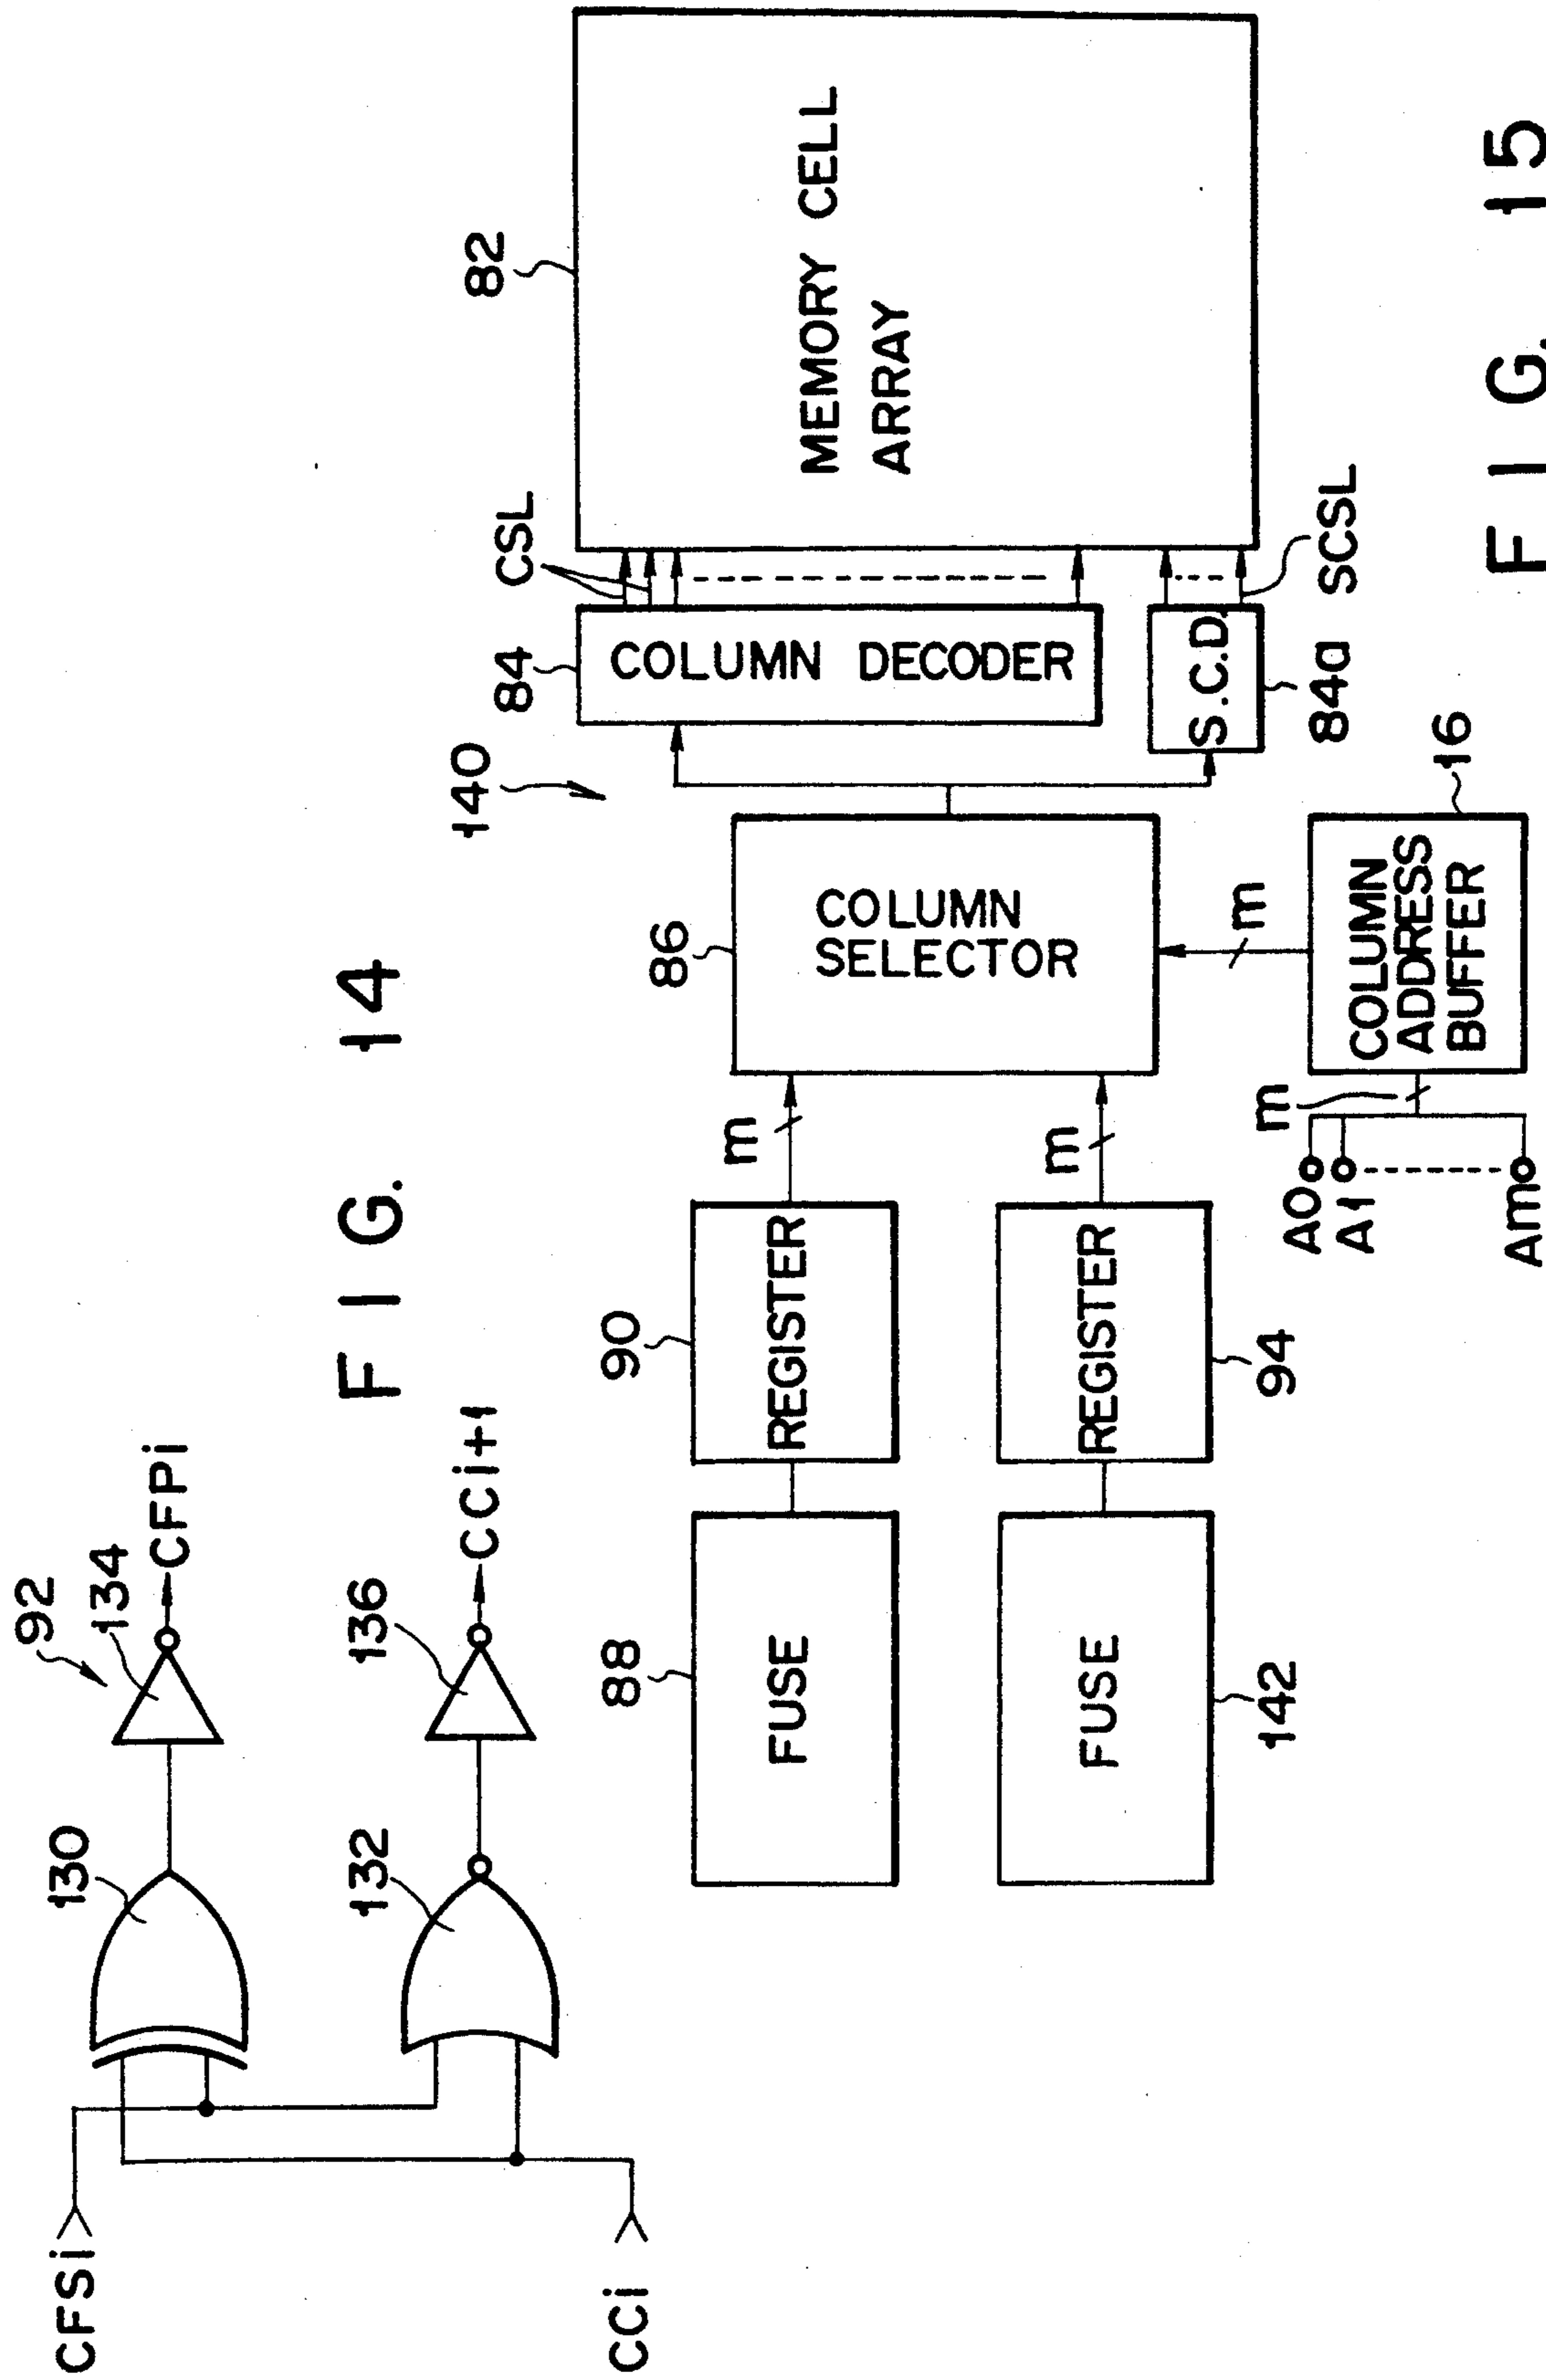 CFSi
CCi
130
132
92
134
136
CFPi
CCi+1
FIG. 14
140
82
MEMORY CELL
ARRAY
CSL
84
COLUMN DECODER
S.C.D.
84a
SCSL
86
COLUMN
SELECTOR
m
m
m
m
90
REGISTER
REGISTER
94
88
FUSE
FUSE
142
16
COLUMN
ADDRESS
BUFFER
A0
A1
Am
FIG. 15